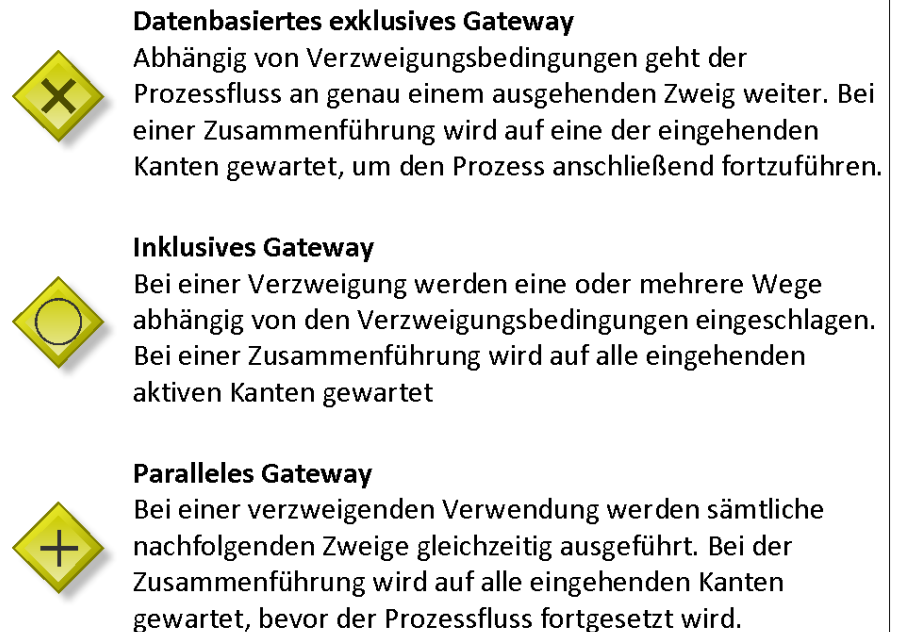 Datenbasiertes exklusives Gateway
Abhängig von Verzweigungsbedingungen geht der
Prozessfluss an genau einem ausgehenden Zweig weiter. Bei
einer Zusammenführung wird auf eine der eingehenden
Kanten gewartet, um den Prozess anschließend fortzuführen.
Inklusives Gateway
Bei einer Verzweigung werden eine oder mehrere Wege
abhängig von den Verzweigungsbedingungen eingeschlagen.
Bei einer Zusammenführung wird auf alle eingehenden
aktiven Kanten gewartet
Paralleles Gateway
Bei einer verzweigenden Verwendung werden sämtliche
nachfolgenden Zweige gleichzeitig ausgeführt. Bei der
Zusammenführung wird auf alle eingehenden Kanten
gewartet, bevor der Prozessfluss fortgesetzt wird.